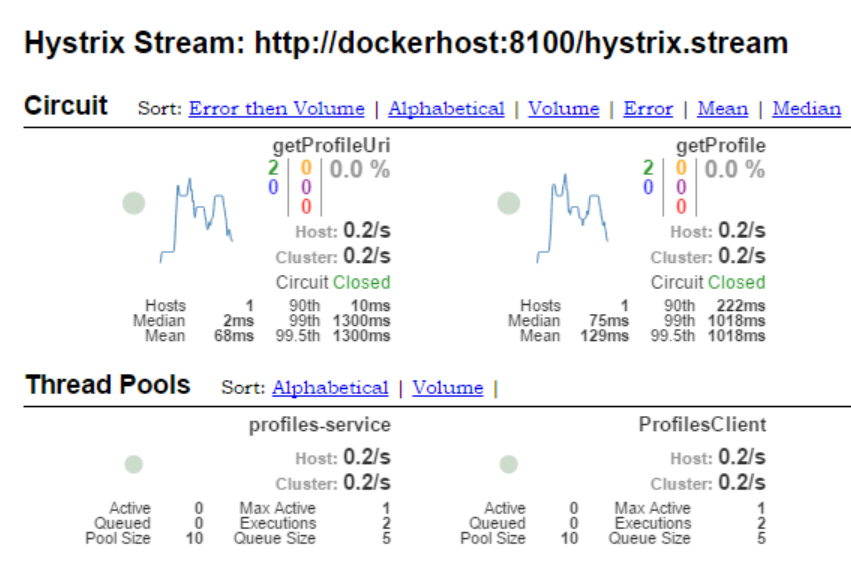 Hystrix Stream: http://dockerhost:8100/hystrix.stream
Circuit Sort: Error then Volume | Alphabetical | Volume | Error | Mean | Median
getProfileUri
2 0 0.0 %
0 0
0
Host: 0.2/s
Cluster: 0.2/s
Circuit Closed
Hosts 1 90th 10ms
Median 2ms 99th 1300ms
Mean 68ms 99.5th 1300ms
getProfile
2 0 0.0 %
0 0
0
Host: 0.2/s
Cluster: 0.2/s
Circuit Closed
Hosts 1 90th 222ms
Median 75ms 99th 1018ms
Mean 129ms 99.5th 1018ms
Thread Pools Sort: Alphabetical | Volume |
profiles-service
Host: 0.2/s
Cluster: 0.2/s
Active 0 Max Active 1
Queued 0 Executions 2
Pool Size 10 Queue Size 5
ProfilesClient
Host: 0.2/s
Cluster: 0.2/s
Active 0 Max Active 1
Queued 0 Executions 2
Pool Size 10 Queue Size 5